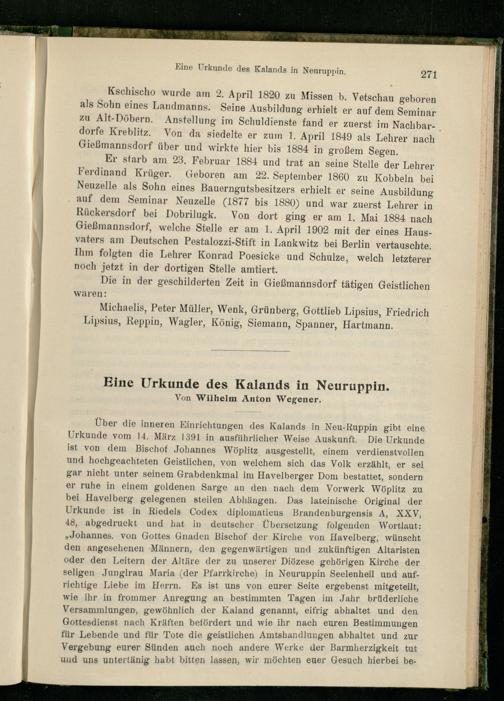 Eine Urkunde des Kalands in Neuruppin.
271
Kschischo wurde am 2. April 1820 zu Missen b. Vetschau geboren
als Sohn eines Landmanns. Seine Ausbildung erhielt er auf dem Seminar
zu Alt-Döbern. Anstellung im Schuldienste fand er zuerst im Nachbar-
dorfe Kreblitz. Von da siedelte er zum 1. April 1849 als Lehrer nach
Gießmannsdorf über und wirkte hier bis 1884 in großem Segen.
Er starb am 23. Februar 1884 und trat an seine Stelle der Lehrer
Ferdinand Krüger. Geboren am 22. September 1860 zu Kobbeln bei
Neuzelle als Sohn eines Bauerngutsbesitzers erhielt er seine Ausbildung
auf dem Seminar Neuzelle (1877 bis 1880) und war zuerst Lehrer in
Rückersdorf bei Dobrilugk. Von dort ging er am 1. Mai 1884 nach
Gießmannsdorf, welche Stelle er am 1. April 1902 mit der eines Haus-
vaters am Deutschen Pestalozzi-Stift in Lankwitz bei Berlin vertauschte.
Ihm folgten die Lehrer Konrad Poesicke und Schulze, welch letzterer
noch jetzt in der dortigen Stelle amtiert.
Die in der geschilderten Zeit in Gießmannsdorf tätigen Geistlichen
waren:
Michaelis, Peter Müller, Wenk, Grünberg, Gottlieb Lipsius, Friedrich
Lipsius, Reppin, Wagler, König, Siemann, Spanner, Hartmann.
Eine Urkunde des Kalands in Neuruppin.
Von Wilhelm Anton Wegener.
Über die inneren Einrichtungen des Kalands in Neu-Ruppin gibt eine
Urkunde vom 14. März 1391 in ausführlicher Weise Auskunft. Die Urkunde
ist von dem Bischof Johannes Wöplitz ausgestellt, einem verdienstvollen
und hochgeachteten Geistlichen, von welchem sich das Volk erzählt, er sei
gar nicht unter seinem Grabdenkmal im Havelberger Dom bestattet, sondern
er ruhe in einem goldenen Sarge an den nach dem Vorwerk Wöplitz zu
bei Havelberg gelegenen steilen Abhängen. Das lateinische Original der
Urkunde ist in Riedels Codex diplomaticus Brandenburgensis A, XXV,
48, abgedruckt und hat in deutscher Übersetzung folgenden Wortlaut:
„Johannes, von Gottes Gnaden Bischof der Kirche von Havelberg, wünscht
den angesehenen Männern, den gegenwärtigen und zukünftigen Altaristen
oder den Leitern der Altäre der zu unserer Diözese gehörigen Kirche der
seligen Jungfrau Maria (der Pfarrkirche) in Neuruppin Seelenheil und auf-
richtige Liebe im Herrn. Es ist uns von eurer Seite ergebenst mitgeteilt,
wie ihr in frommer Anregung an bestimmten Tagen im Jahr brüderliche
Versammlungen, gewöhnlich der Kaland genannt, eifrig abhaltet und den
Gottesdienst nach Kräften befördert und wie ihr nach euren Bestimmungen
für Lebende und für Tote die geistlichen Amtshandlungen abhaltet und zur
Vergebung eurer Sünden auch noch andere Werke der Barmherzigkeit tut
und uns untertänig habt bitten lassen, wir möchten euer Gesuch hierbei be-